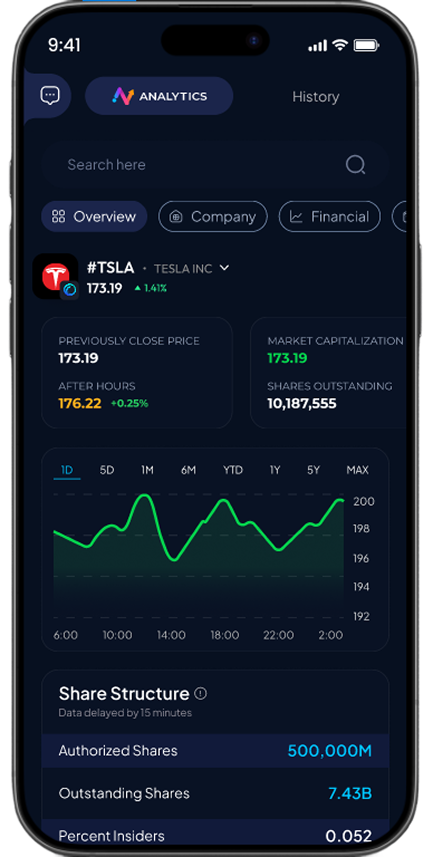 9:41
ANALYTICS
History
Search here
Overview
Company
Financial
#TSLA · TESLA INC
173.19 ▲ 1.41%
PREVIOUSLY CLOSE PRICE
173.19
AFTER HOURS
176.22 +0.25%
MARKET CAPITALIZATION
173.19
SHARES OUTSTANDING
10,187,555
1D 5D 1M 6M YTD 1Y 5Y MAX
200
198
196
194
192
6:00 10:00 14:00 18:00 22:00 2:00
Share Structure
Data delayed by 15 minutes
Authorized Shares 500,000M
Outstanding Shares 7.43B
Percent Insiders 0.052